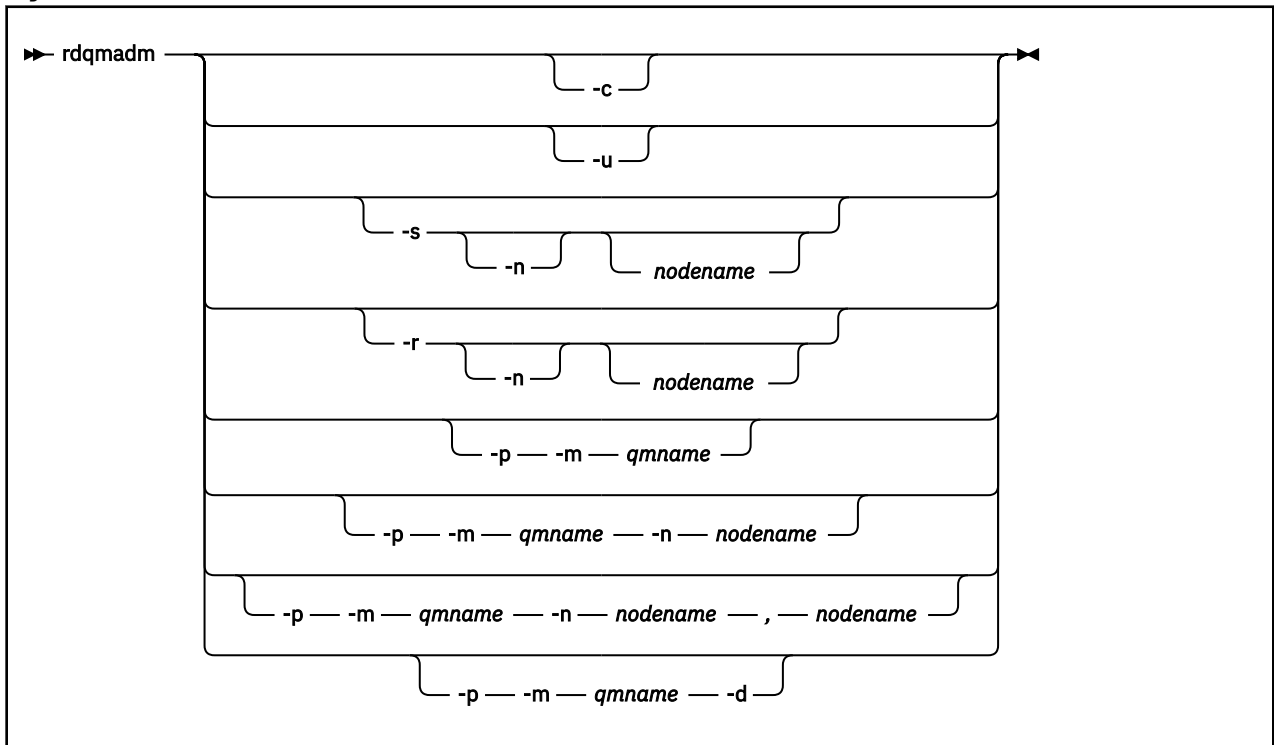 rdqmadm
-c
-u
-s
-n nodename
-r
-n nodename
-p -m qmname
-p -m qmname -n nodename
-p -m qmname -n nodename , nodename
-p -m qmname -d